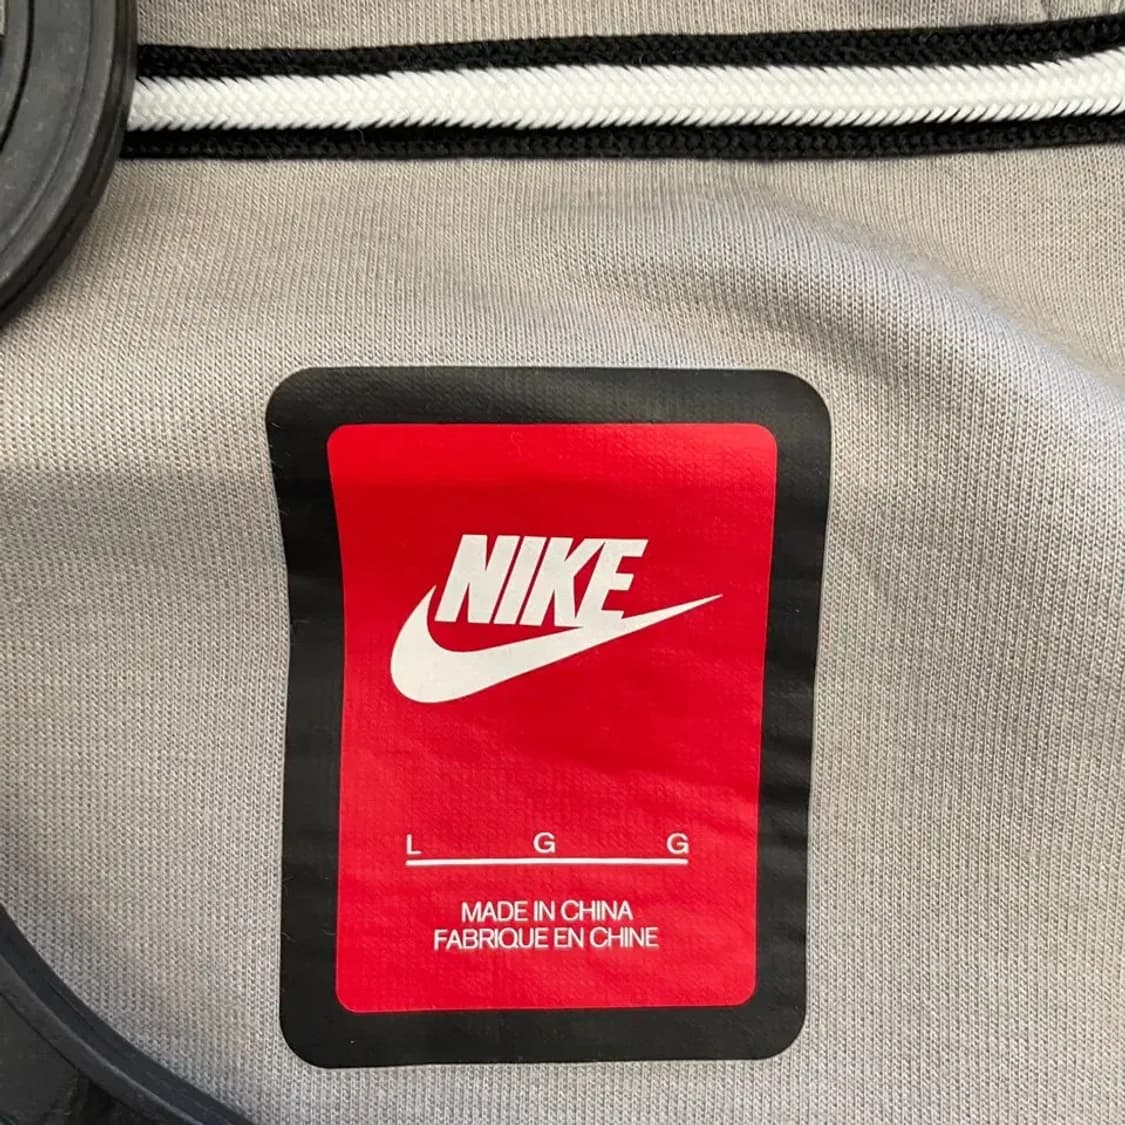 NIKE
L G G
MADE IN CHINA
FABRIQUE EN CHINE